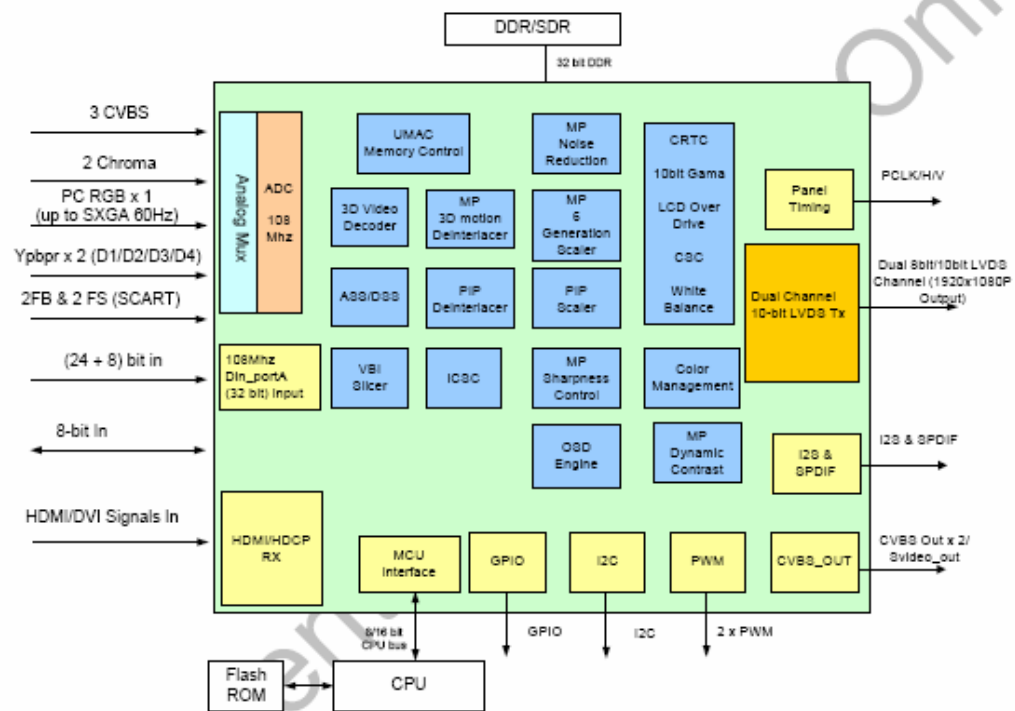 DDR/SDR
32 bit DDR
3 CVBS
2 Chroma
PC RGB x 1
(up to SXGA 60Hz)
Ypbpr x 2 (D1/D2/D3/D4)
2FB & 2 FS (SCART)
(24 + 8) bit in
8-bit In
HDMI/DVI Signals In
Analog Mux
ADC
108
Mhz
108Mhz
Din_portA
(32 bit) Input
HDMI/HDCP
RX
UMAC
Memory Control
3D Video
Decoder
MP
3D motion
DeInterlacer
ASS/DSS
PIP
DeInterlacer
VBI
Slicer
ICSC
MP
Noise
Reduction
MP
6
Generation
Scaler
PIP
Scaler
MP
Sharpness
Control
OSD
Engine
CRTC
10bit Gama
LCD Over
Drive
CSC
White
Balance
Color
Management
MP
Dynamic
Contrast
Panel
Timing
Dual Channel
10-bit LVDS Tx
I2S &
SPDIF
MCU
Interface
GPIO
I2C
PWM
CVBS_OUT
PCLK/H/V
Dual 8bit/10bit LVDS
Channel (1920x1080P
Output)
I2S & SPDIF
CVBS Out x 2/
Svideo_out
8/16 bit
CPU bus
GPIO
I2C
2 x PWM
Flash
ROM
CPU